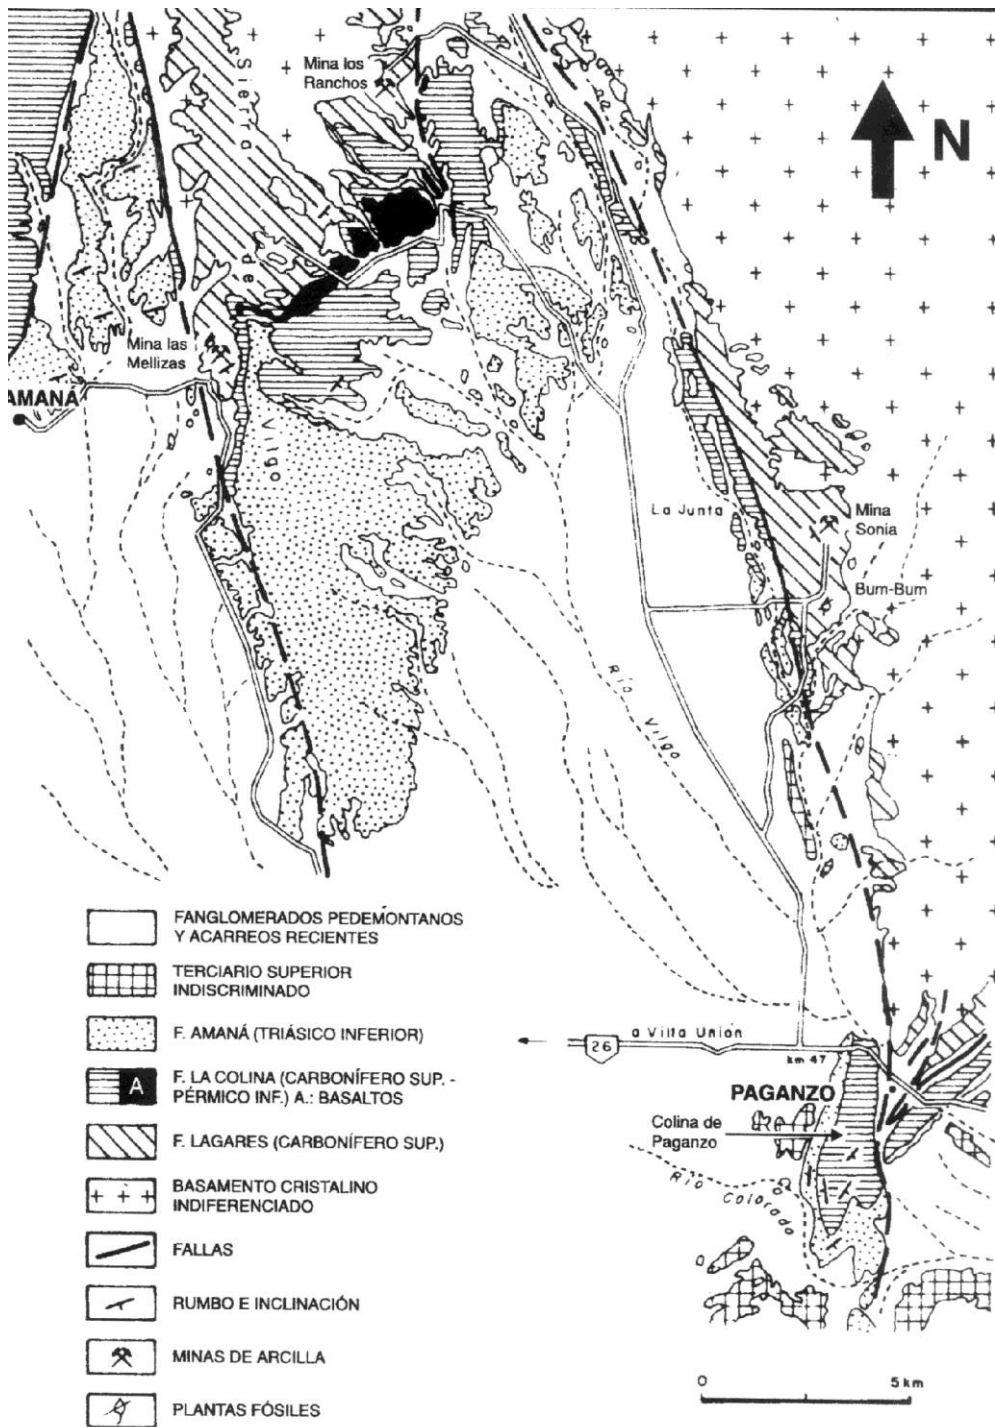 Mina los
Ranchos
N
Sierra de
Vilgo
Mina las
Mellizas
AMANÁ
La Junta
Mina
Sonia
Bum-Bum
Río Vilgo
FANGLOMERADOS PEDEMONTANOS
Y ACARREOS RECIENTES
TERCIARIO SUPERIOR
INDISCRIMINADO
F. AMANÁ (TRIÁSICO INFERIOR)
A
F. LA COLINA (CARBONÍFERO SUP. -
PÉRMICO INF.) A.: BASALTOS
F. LAGARES (CARBONÍFERO SUP.)
BASAMENTO CRISTALINO
INDIFERENCIADO
FALLAS
RUMBO E INCLINACIÓN
MINAS DE ARCILLA
PLANTAS FÓSILES
26
a Villa Unión
km 47
PAGANZO
Colina de
Paganzo
Río Colorado
0 5 km